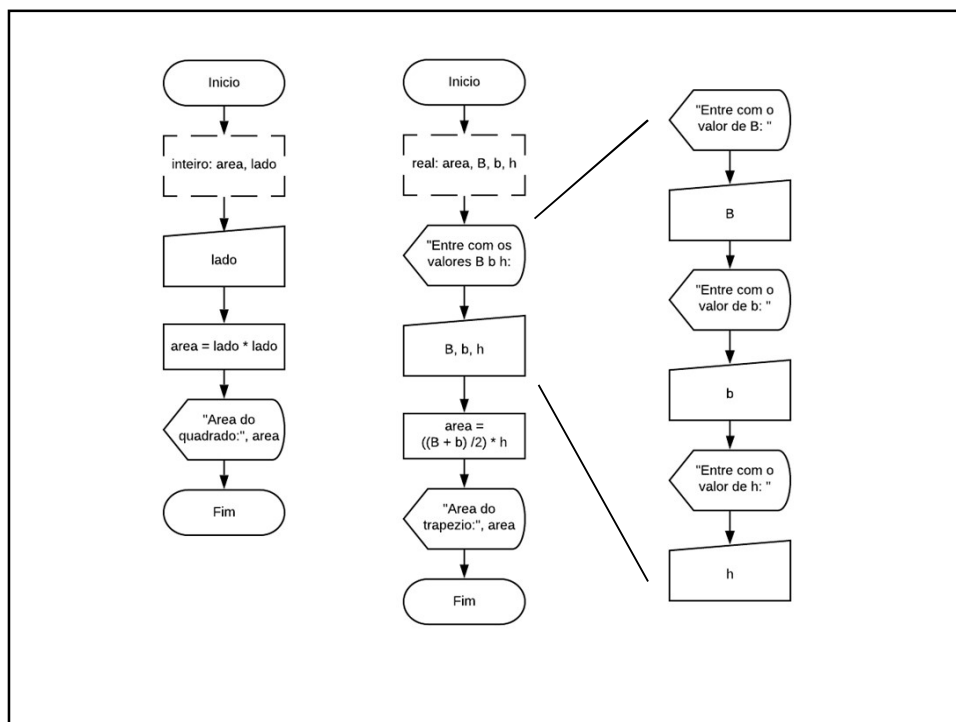 Inicio
inteiro: area, lado
lado
area = lado * lado
"Area do
quadrado:", area
Fim
Inicio
real: area, B, b, h
"Entre com os
valores B b h:
B, b, h
area =
((B + b) /2) * h
"Area do
trapezio:", area
Fim
"Entre com o
valor de B: "
B
"Entre com o
valor de b: "
b
"Entre com o
valor de h: "
h